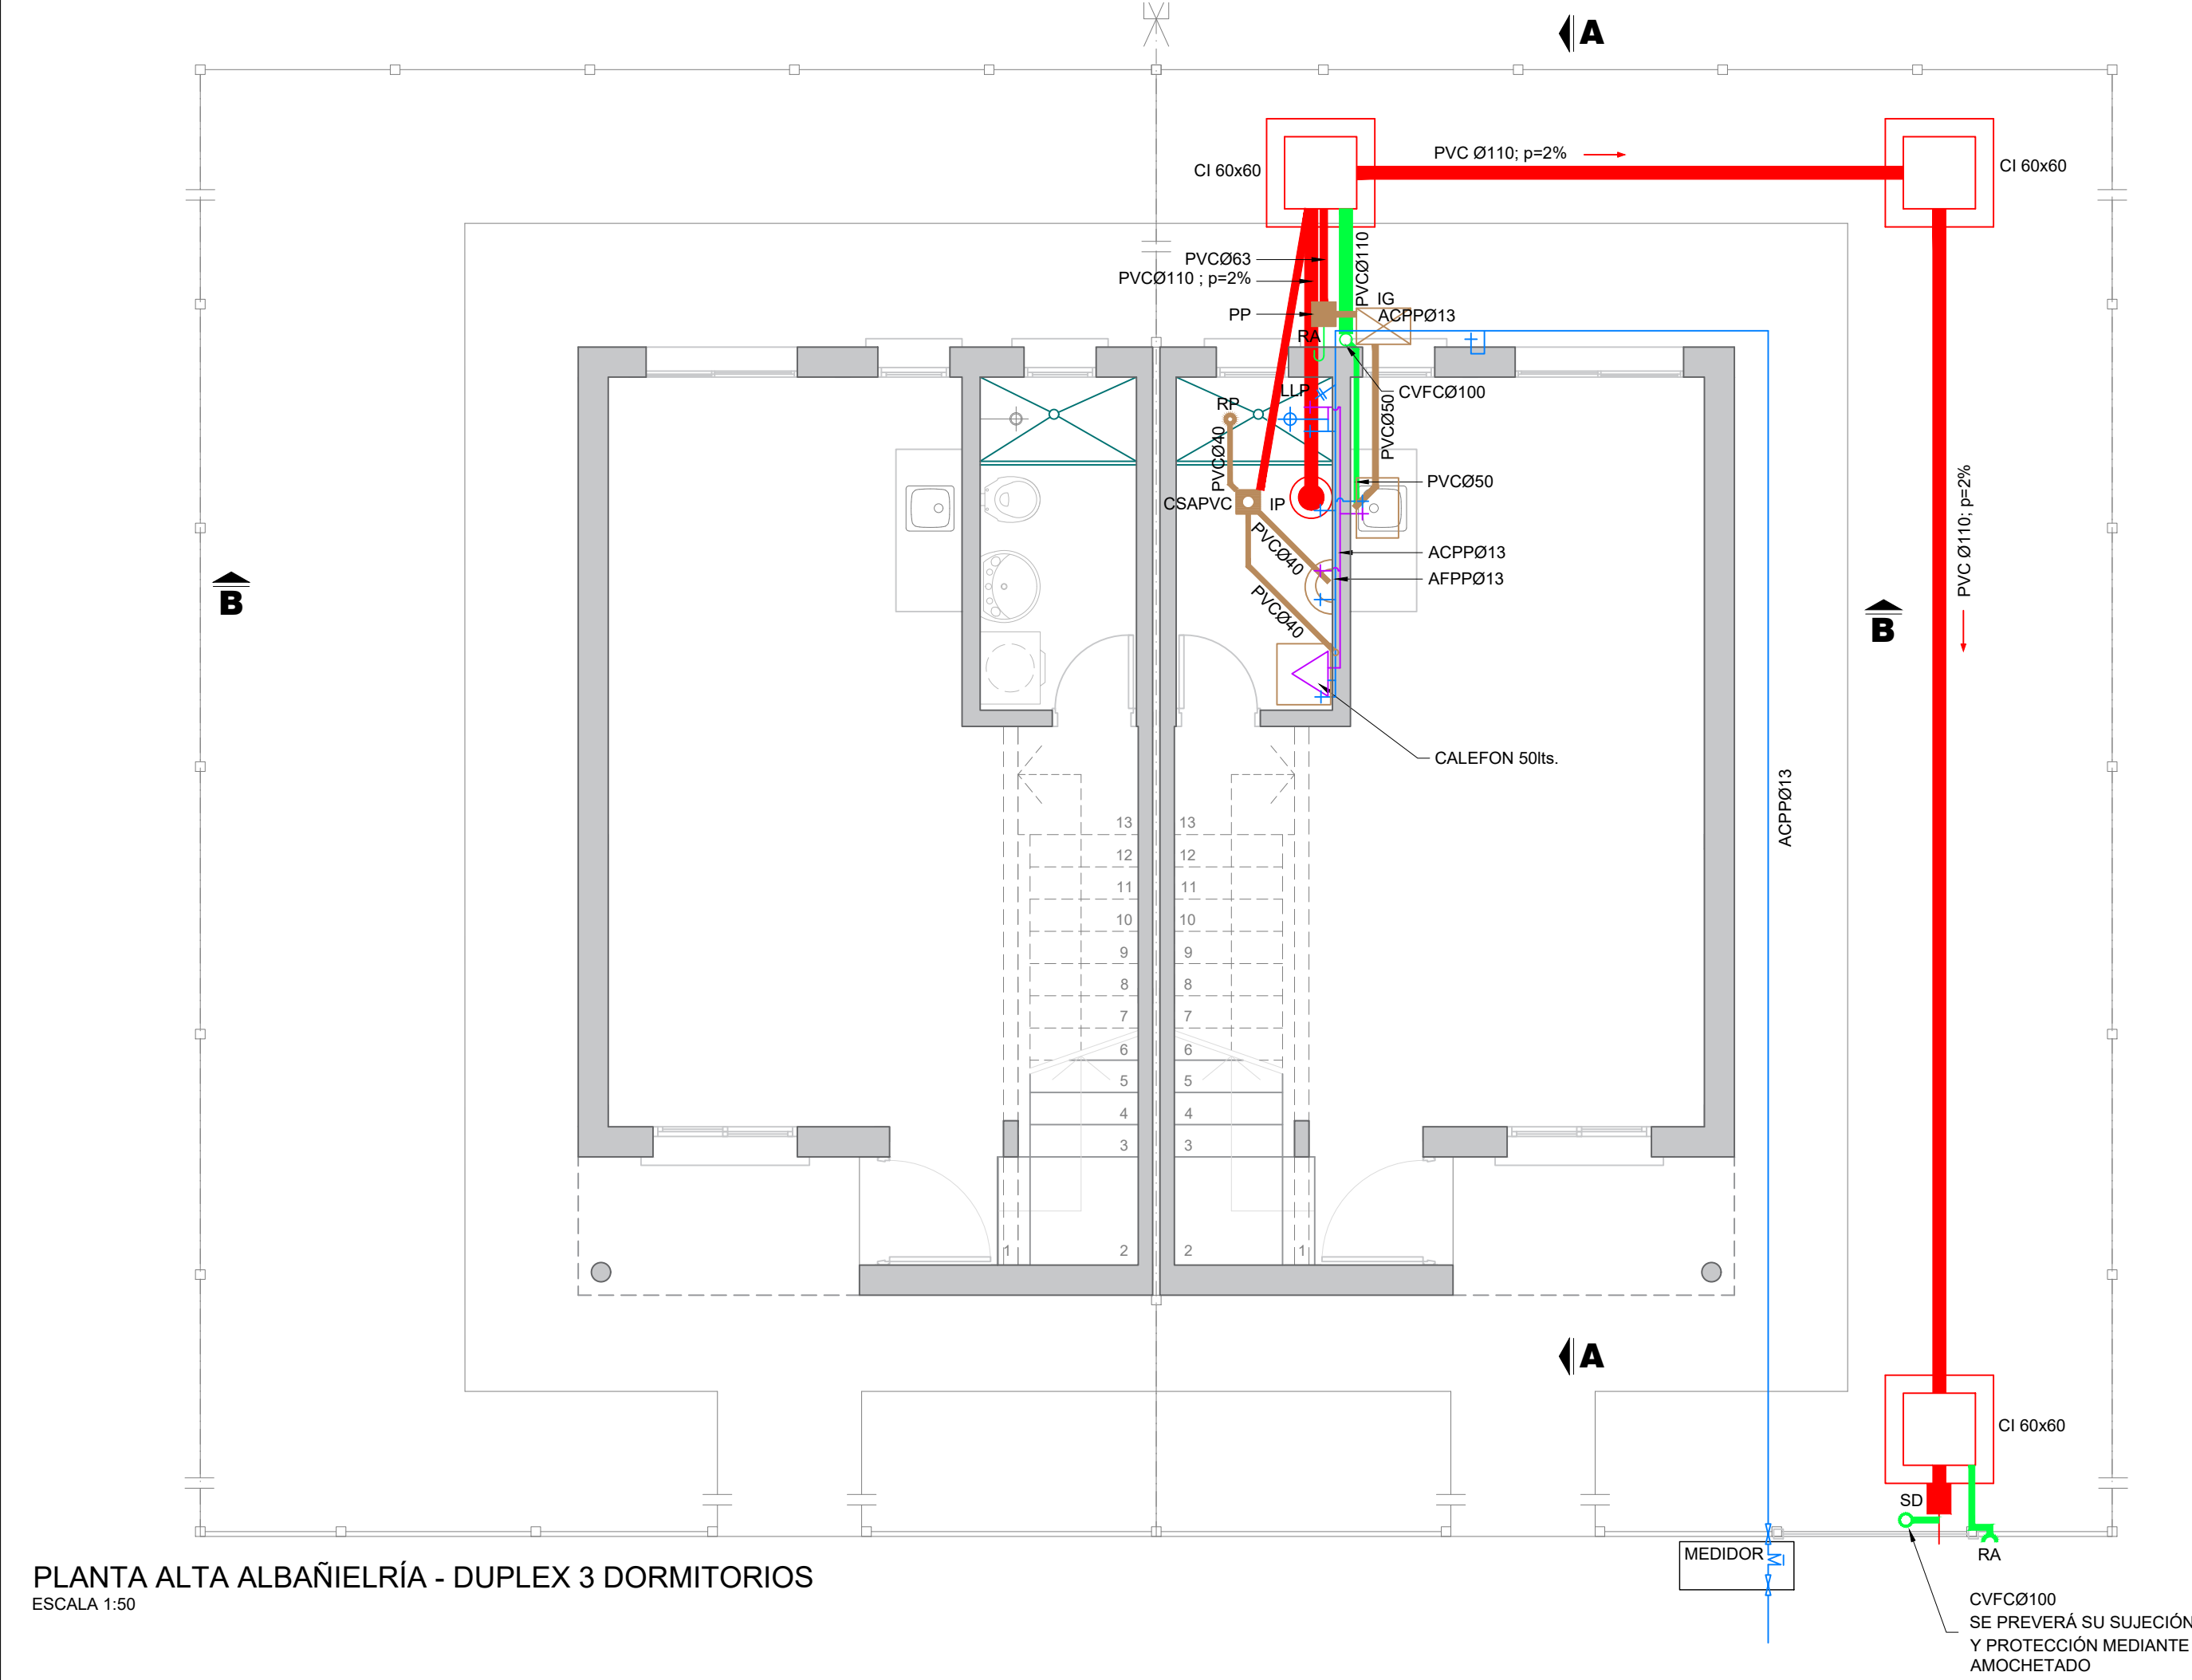 A
CI 60x60
PVC Ø110; p=2%
CI 60x60
PVCØ63
PVCØ110 ; p=2%
PVCØ110
PP
IG
ACPPØ13
RA
LLP
CVFCØ100
RP
PVCØ40
PVCØ50
PVCØ50
CSAPVC
IP
PVCØ40
ACPPØ13
AFPPØ13
PVCØ40
B
B
PVC Ø110; p=2%
CALEFON 50lts.
ACPPØ13
13 13
12 12
11 11
10 10
9 9
8 8
7 7
6 6
5 5
4 4
3 3
1 2 2 1
A
CI 60x60
SD
RA
MEDIDOR
M
CVFCØ100
SE PREVERÁ SU SUJECIÓN
Y PROTECCIÓN MEDIANTE
AMOCHETADO
PLANTA ALTA ALBAÑIELRÍA - DUPLEX 3 DORMITORIOS
ESCALA 1:50